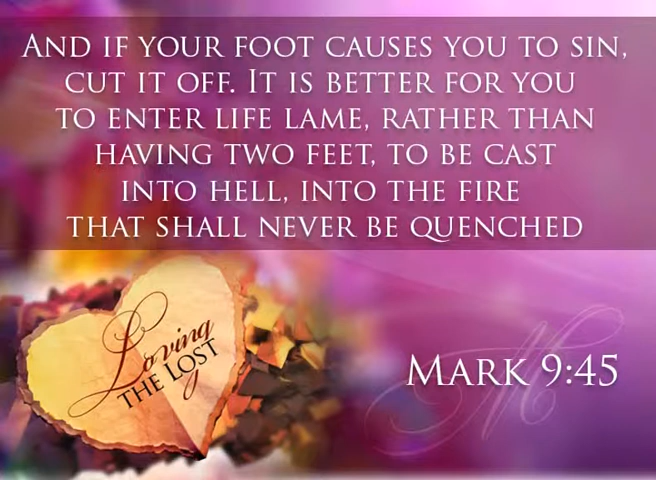 And if your foot causes you to sin,
cut it off. It is better for you
to enter life lame, rather than
having two feet, to be cast
into hell, into the fire
that shall never be quenched
Loving
the Lost
M
Mark 9:45